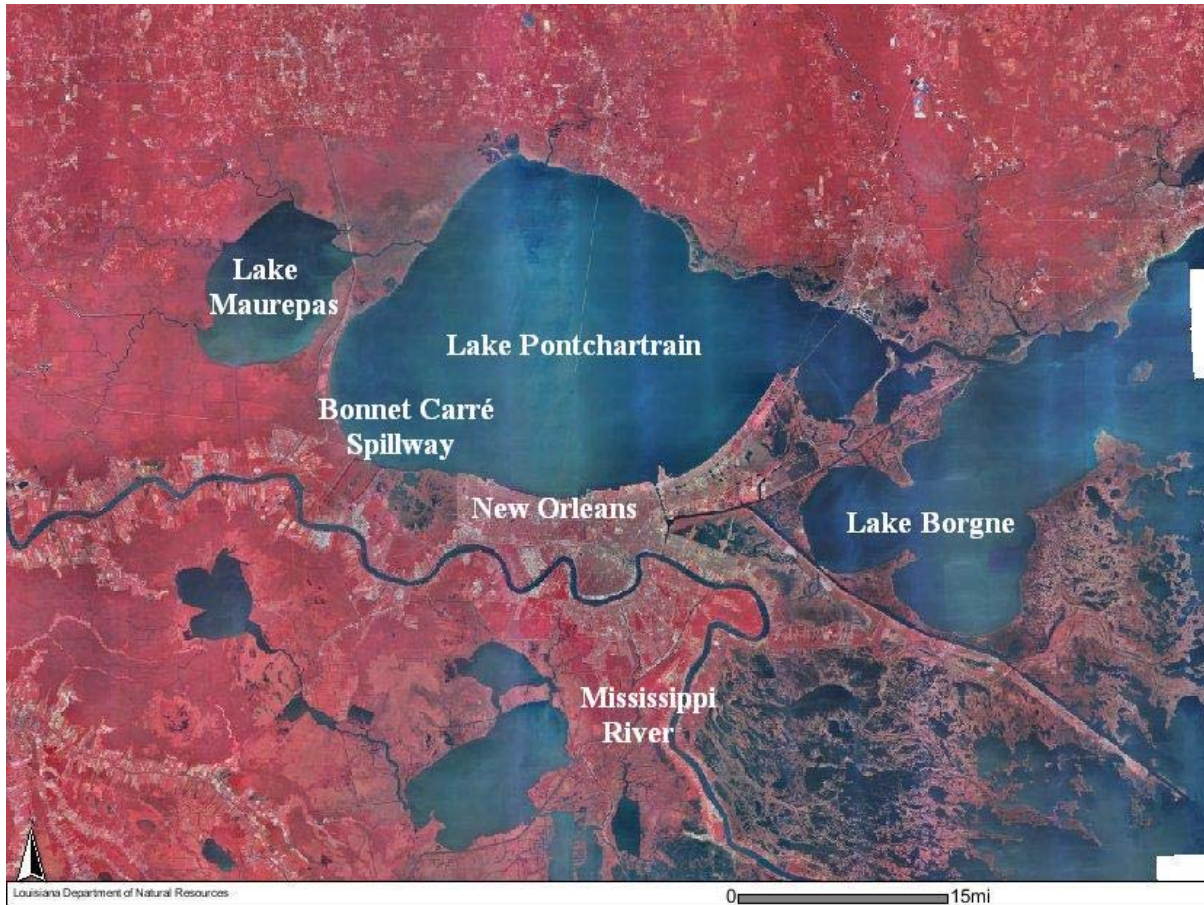 Lake
Maurepas
Lake Pontchartrain
Bonnet Carré
Spillway
New Orleans
Lake Borgne
Mississippi
River
Louisiana Department of Natural Resources
0 15mi